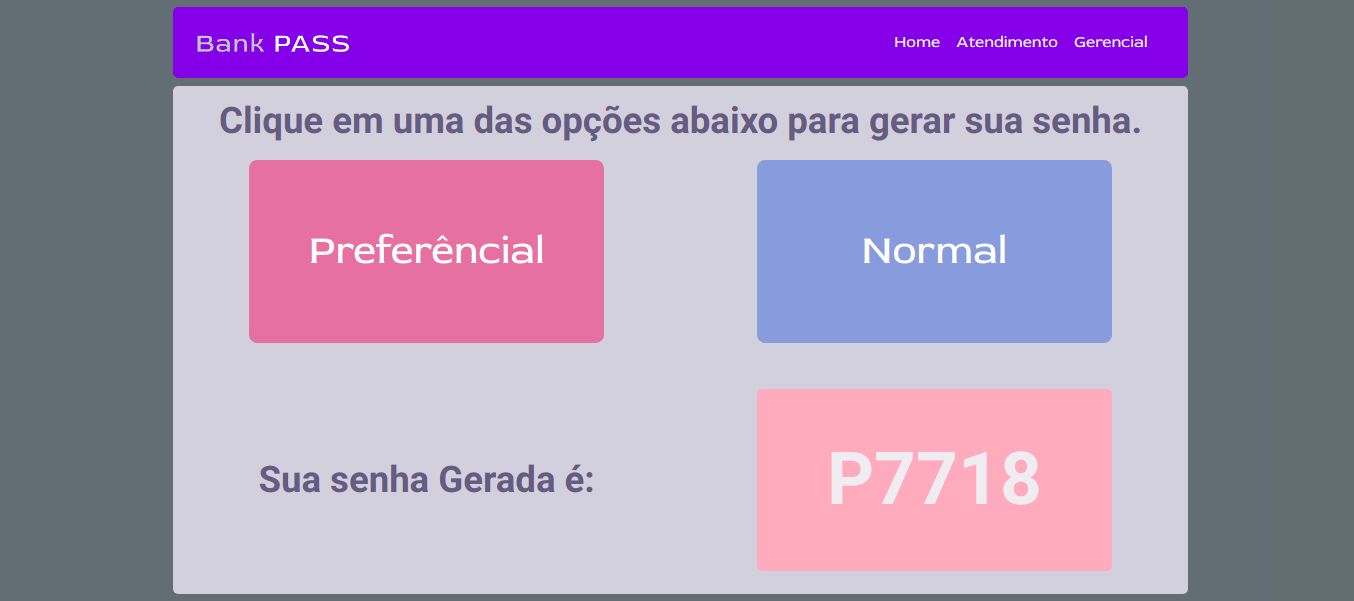 Bank PASS
Home Atendimento Gerencial
Clique em uma das opções abaixo para gerar sua senha.
Preferêncial
Normal
Sua senha Gerada é:
P7718